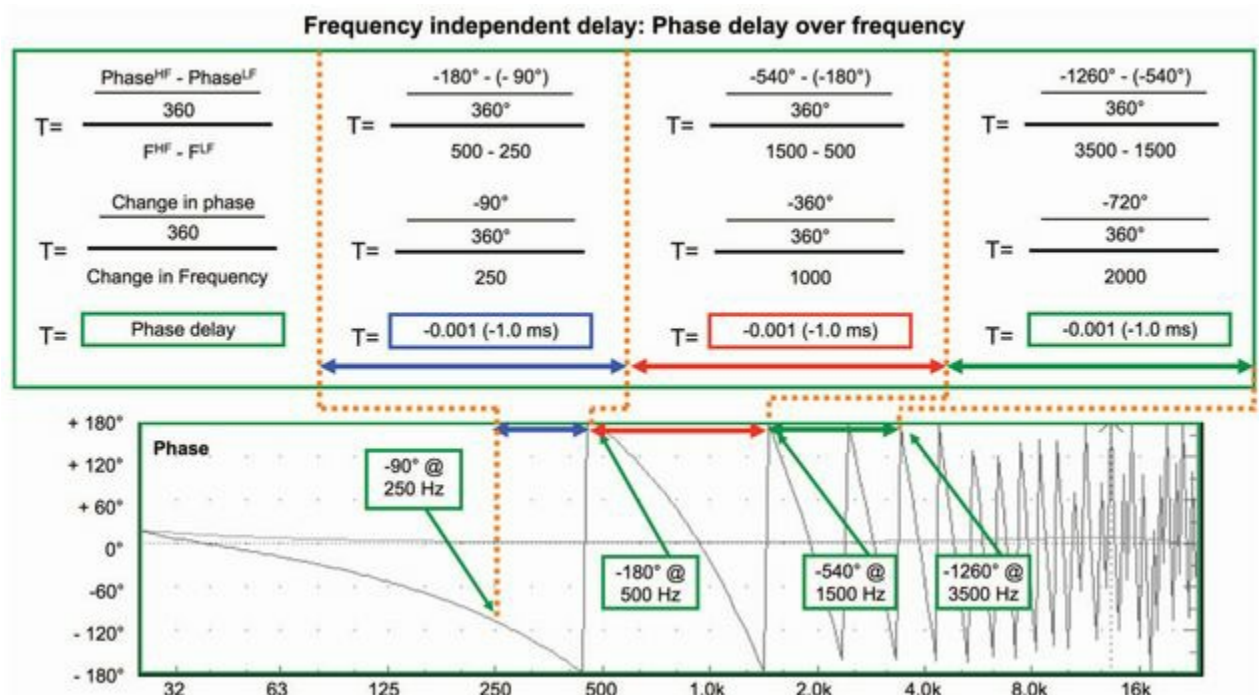 Frequency independent delay: Phase delay over frequency
T=
Phase^HF - Phase^LF
360
F^HF - F^LF
T=
-180° - (- 90°)
360°
500 - 250
T=
-540° - (-180°)
360°
1500 - 500
T=
-1260° - (-540°)
360°
3500 - 1500
T=
Change in phase
360
Change in Frequency
T=
-90°
360°
250
T=
-360°
360°
1000
T=
-720°
360°
2000
T= Phase delay
T= -0.001 (-1.0 ms)
T= -0.001 (-1.0 ms)
T= -0.001 (-1.0 ms)
+ 180°
+ 120°
+ 60°
0°
-60°
- 120°
- 180°
Phase
-90° @
250 Hz
-180° @
500 Hz
-540° @
1500 Hz
-1260° @
3500 Hz
32 63 125 250 500 1.0k 2.0k 4.0k 8.0k 16k